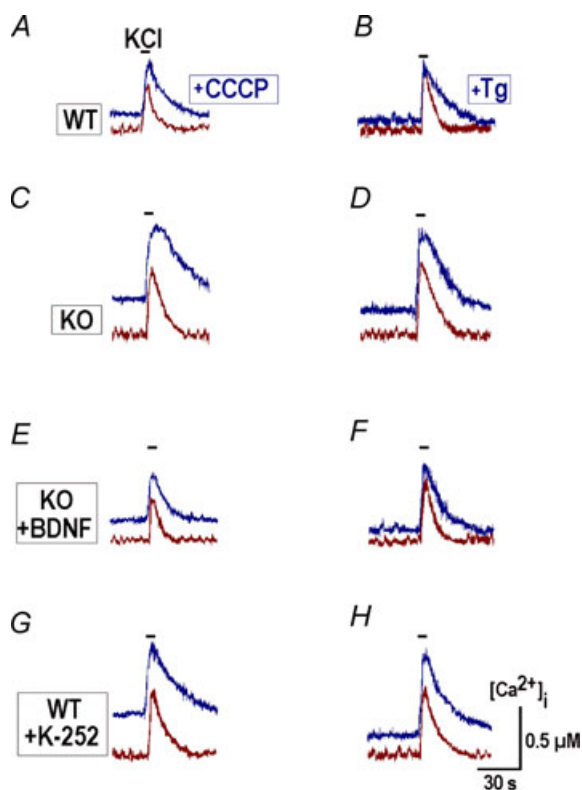 A
KCl
+CCCP
B
+Tg
WT
C
D
KO
E
F
KO
+BDNF
G
H
WT
+K-252
[Ca²⁺]i
0.5 µM
30 s